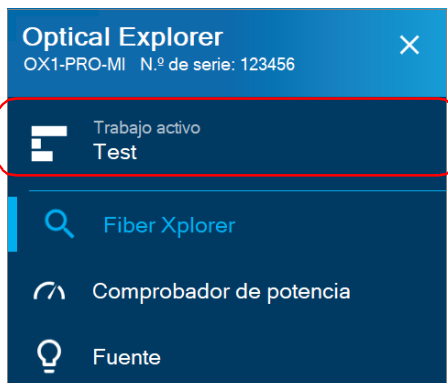 Optical Explorer
OX1-PRO-MI N.º de serie: 123456
Trabajo activo
Test
Fiber Xplorer
Comprobador de potencia
Fuente